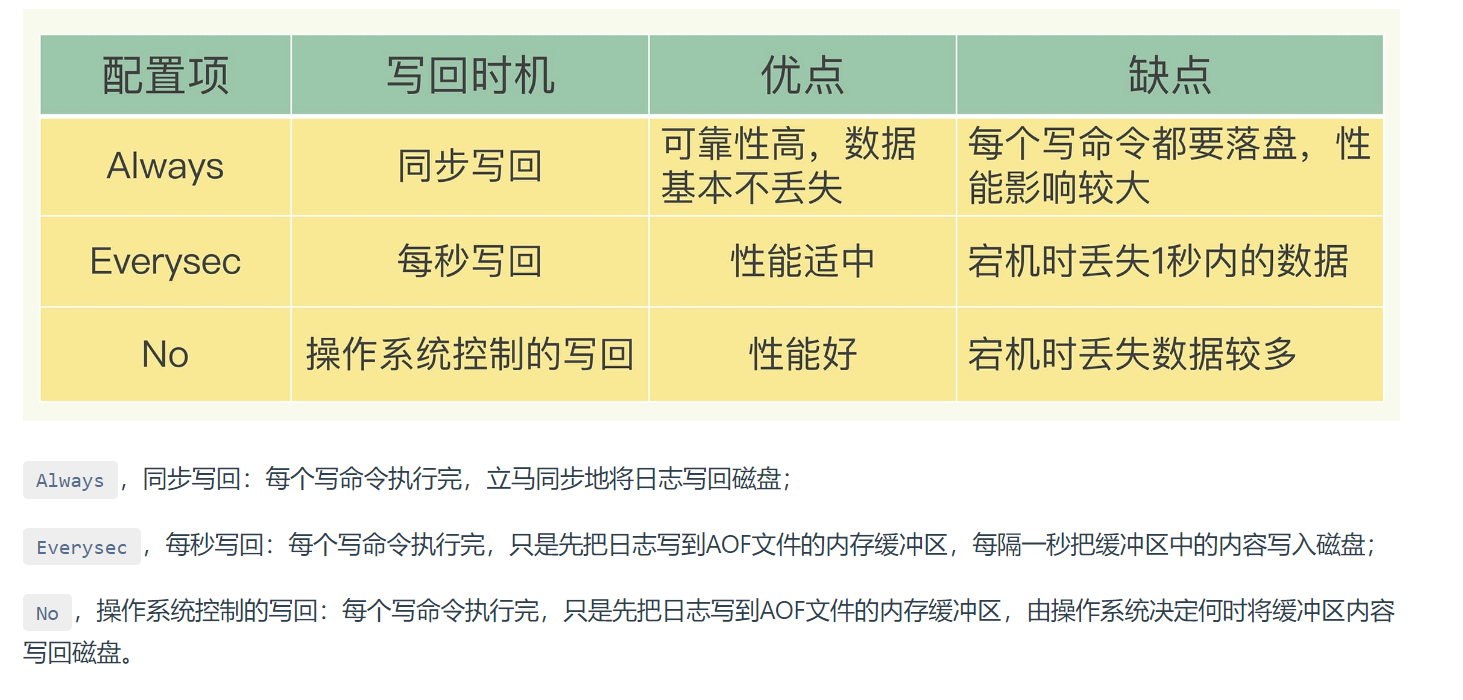 配置项 写回时机 优点 缺点
Always 同步写回 可靠性高，数据基本不丢失 每个写命令都要落盘，性能影响较大
Everysec 每秒写回 性能适中 宕机时丢失1秒内的数据
No 操作系统控制的写回 性能好 宕机时丢失数据较多
Always，同步写回：每个写命令执行完，立马同步地将日志写回磁盘；
Everysec，每秒写回：每个写命令执行完，只是先把日志写到AOF文件的内存缓冲区，每隔一秒把缓冲区中的内容写入磁盘；
No，操作系统控制的写回：每个写命令执行完，只是先把日志写到AOF文件的内存缓冲区，由操作系统决定何时将缓冲区内容
写回磁盘。